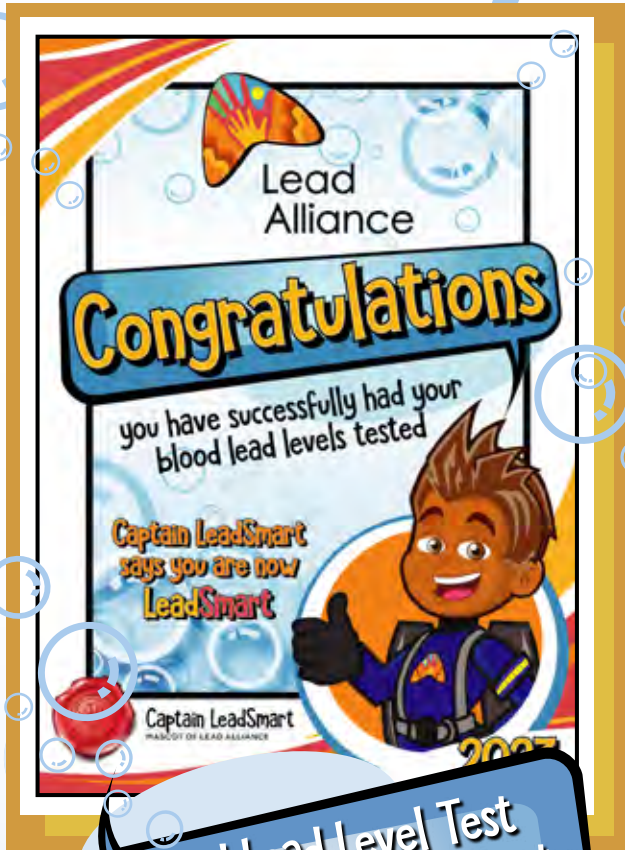 Lead
Alliance
Congratulations
you have successfully had your
blood lead levels tested
Captain LeadSmart
says you are now
LeadSmart
Captain LeadSmart
MASCOT OF LEAD ALLIANCE
2023
Level Test